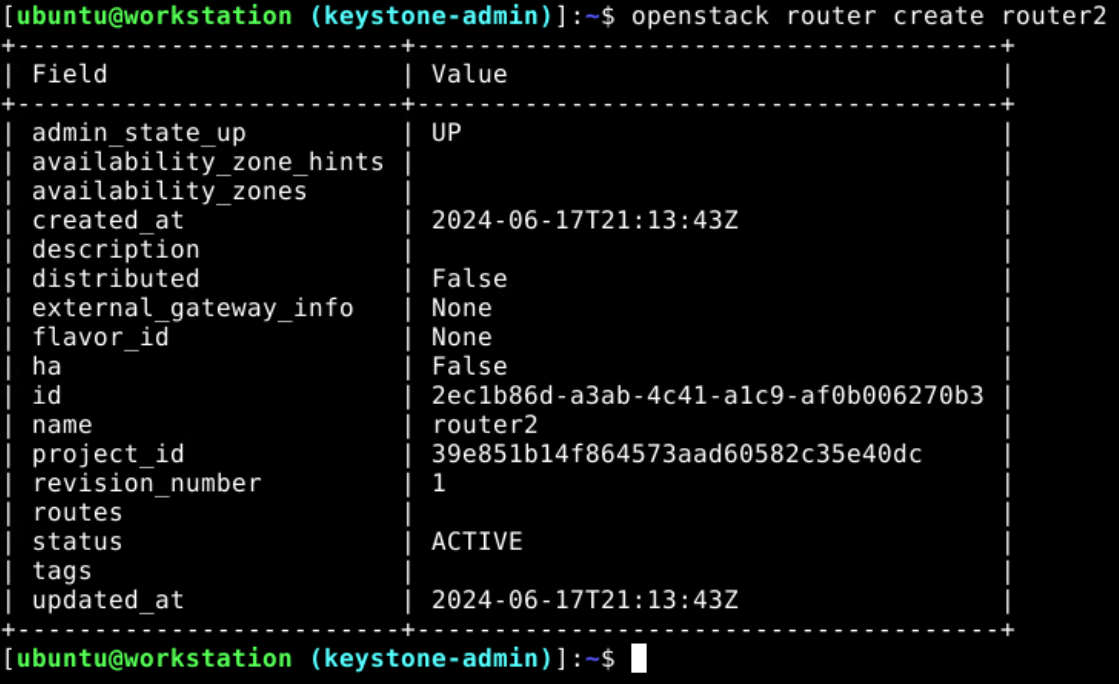 [ubuntu@workstation (keystone-admin)]:~$ openstack router create router2
+--------------------------+--------------------------------------+
| Field                    | Value                                |
+--------------------------+--------------------------------------+
| admin_state_up           | UP                                   |
| availability_zone_hints  |                                      |
| availability_zones       |                                      |
| created_at               | 2024-06-17T21:13:43Z                 |
| description              |                                      |
| distributed              | False                                |
| external_gateway_info    | None                                 |
| flavor_id                | None                                 |
| ha                       | False                                |
| id                       | 2ec1b86d-a3ab-4c41-a1c9-af0b006270b3 |
| name                     | router2                              |
| project_id               | 39e851b14f864573aad60582c35e40dc     |
| revision_number          | 1                                    |
| routes                   |                                      |
| status                   | ACTIVE                               |
| tags                     |                                      |
| updated_at               | 2024-06-17T21:13:43Z                 |
+--------------------------+--------------------------------------+
[ubuntu@workstation (keystone-admin)]:~$